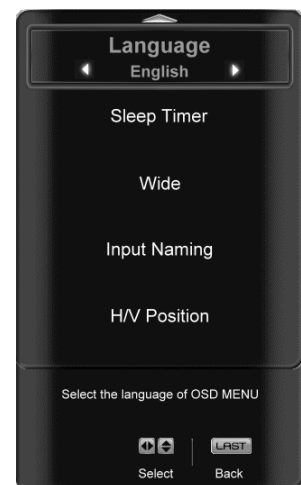 Language
English
Sleep Timer
Wide
Input Naming
H/V Position
Select the language of OSD MENU
LAST
Select Back